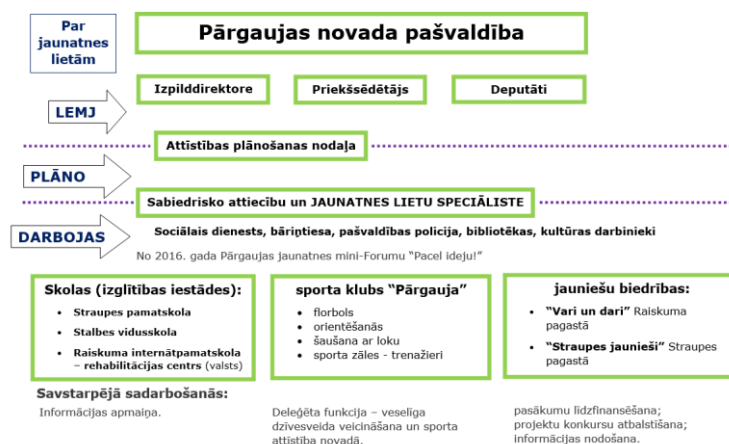 Par
jaunatnes
lietām
Pārgaujas novada pašvaldība
Izpilddirektore
Priekšsēdētājs
Deputāti
LEMJ
Attīstības plānošanas nodaļa
PLĀNO
Sabiedrisko attiecību un JAUNATNES LIETU SPECIĀLISTE
DARBOJAS
Sociālais dienests, bāriņtiesa, pašvaldības policija, bibliotēkas, kultūras darbinieki
No 2016. gada Pārgaujas jaunatnes mini-Forumu “Pacel ideju!”
Skolas (izglītības iestādes):
• Straupes pamatskola
• Stalbes vidusskola
• Raiskuma internātpamatskola
– rehabilitācijas centrs (valsts)
sporta klubs “Pārgauja”
• florbols
• orientēšanās
• šaušana ar loku
• sporta zāles - trenažieri
jauniešu biedrības:
• “Vari un dari” Raiskuma
pagastā
• “Straupes jaunieši” Straupes
pagastā
Savstarpējā sadarbošanās:
Informācijas apmaiņa.
Deleģēta funkcija – veselīga
dzīvesveida veicināšana un sporta
attīstība novadā.
pasākumu līdzfinansēšana;
projektu konkursu atbalstīšana;
informācijas nodošana.